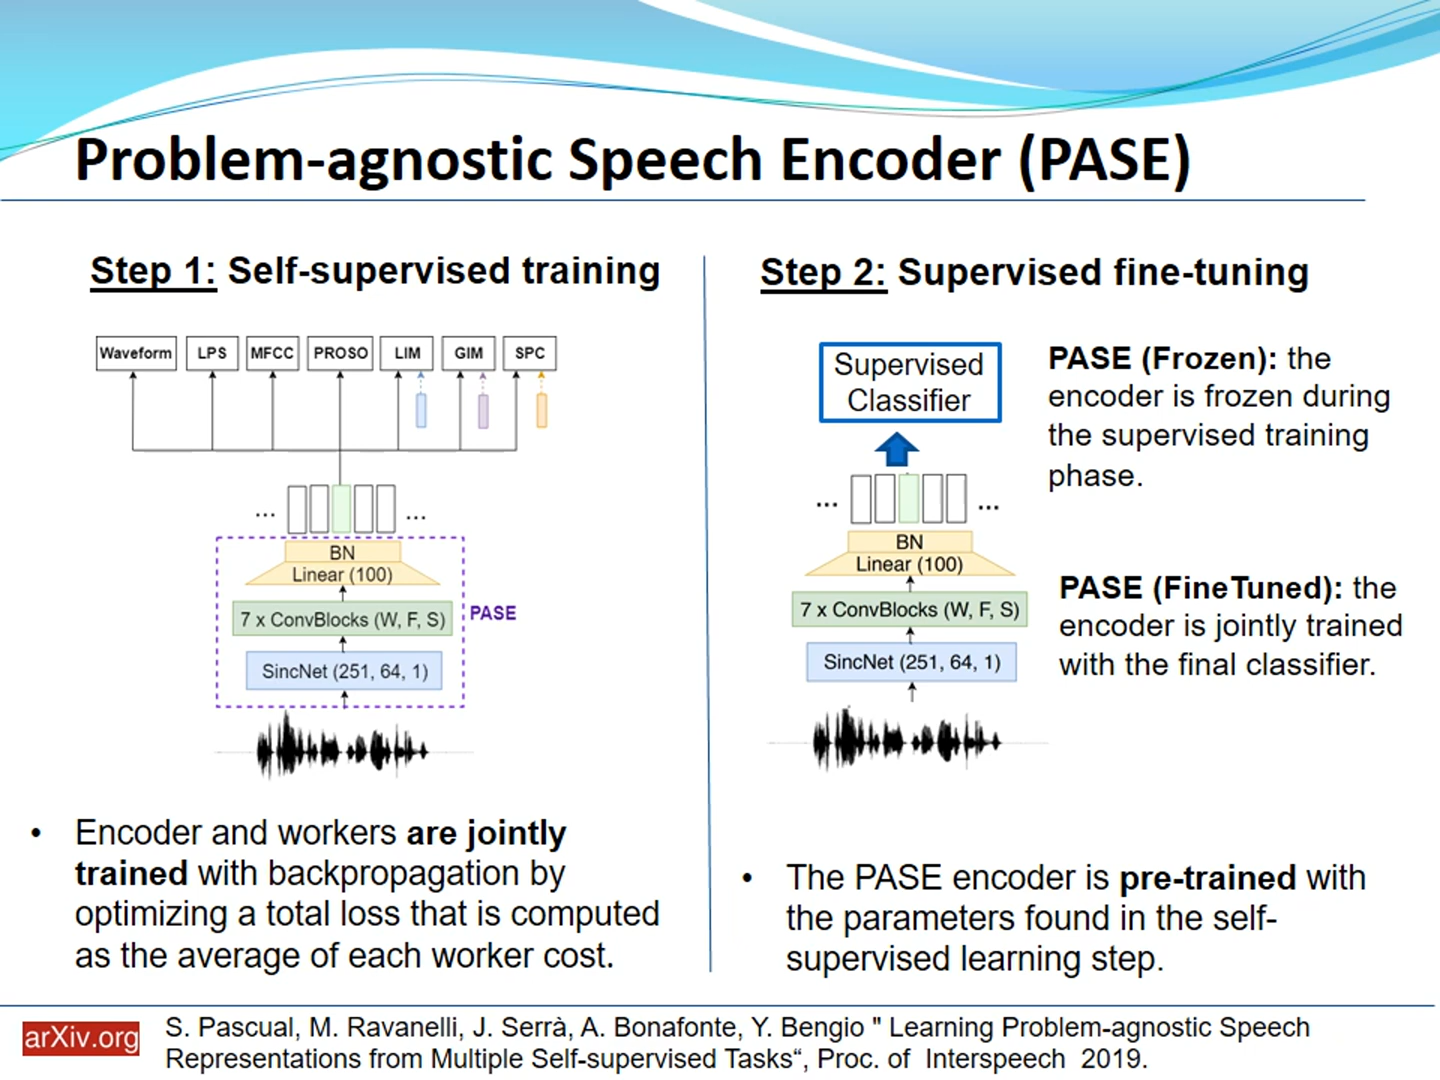 Problem-agnostic Speech Encoder (PASE)
Step 1: Self-supervised training
Waveform LPS MFCC PROSO LIM GIM SPC
... ...
BN
Linear (100)
7 x ConvBlocks (W, F, S)
PASE
SincNet (251, 64, 1)
• Encoder and workers are jointly
trained with backpropagation by
optimizing a total loss that is computed
as the average of each worker cost.
Step 2: Supervised fine-tuning
Supervised
Classifier
... ...
BN
Linear (100)
7 x ConvBlocks (W, F, S)
SincNet (251, 64, 1)
PASE (Frozen): the
encoder is frozen during
the supervised training
phase.
PASE (FineTuned): the
encoder is jointly trained
with the final classifier.
• The PASE encoder is pre-trained with
the parameters found in the self-
supervised learning step.
arXiv.org
S. Pascual, M. Ravanelli, J. Serrà, A. Bonafonte, Y. Bengio " Learning Problem-agnostic Speech
Representations from Multiple Self-supervised Tasks“, Proc. of Interspeech 2019.